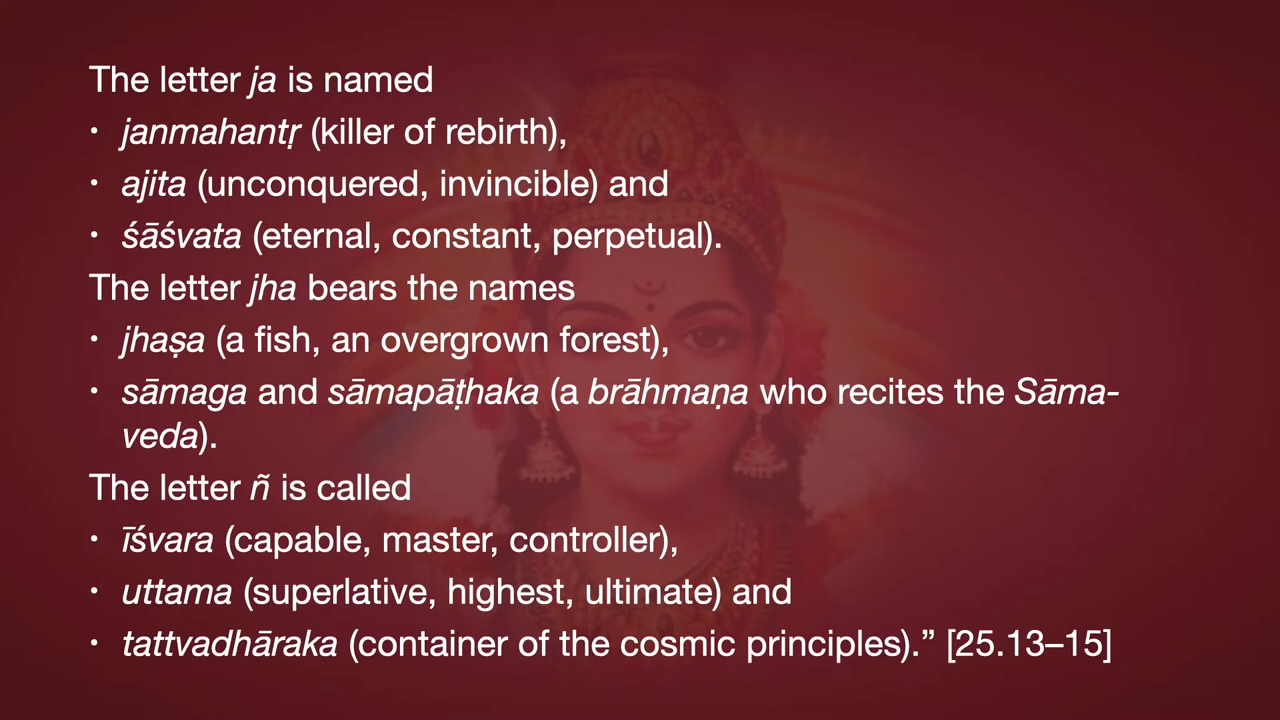 The letter ja is named
• janmahantṛ (killer of rebirth),
• ajita (unconquered, invincible) and
• śāśvata (eternal, constant, perpetual).
The letter jha bears the names
• jhaṣa (a fish, an overgrown forest),
• sāmaga and sāmapāṭhaka (a brāhmaṇa who recites the Sāma-
veda).
The letter ñ is called
• īśvara (capable, master, controller),
• uttama (superlative, highest, ultimate) and
• tattvadhāraka (container of the cosmic principles).” [25.13–15]